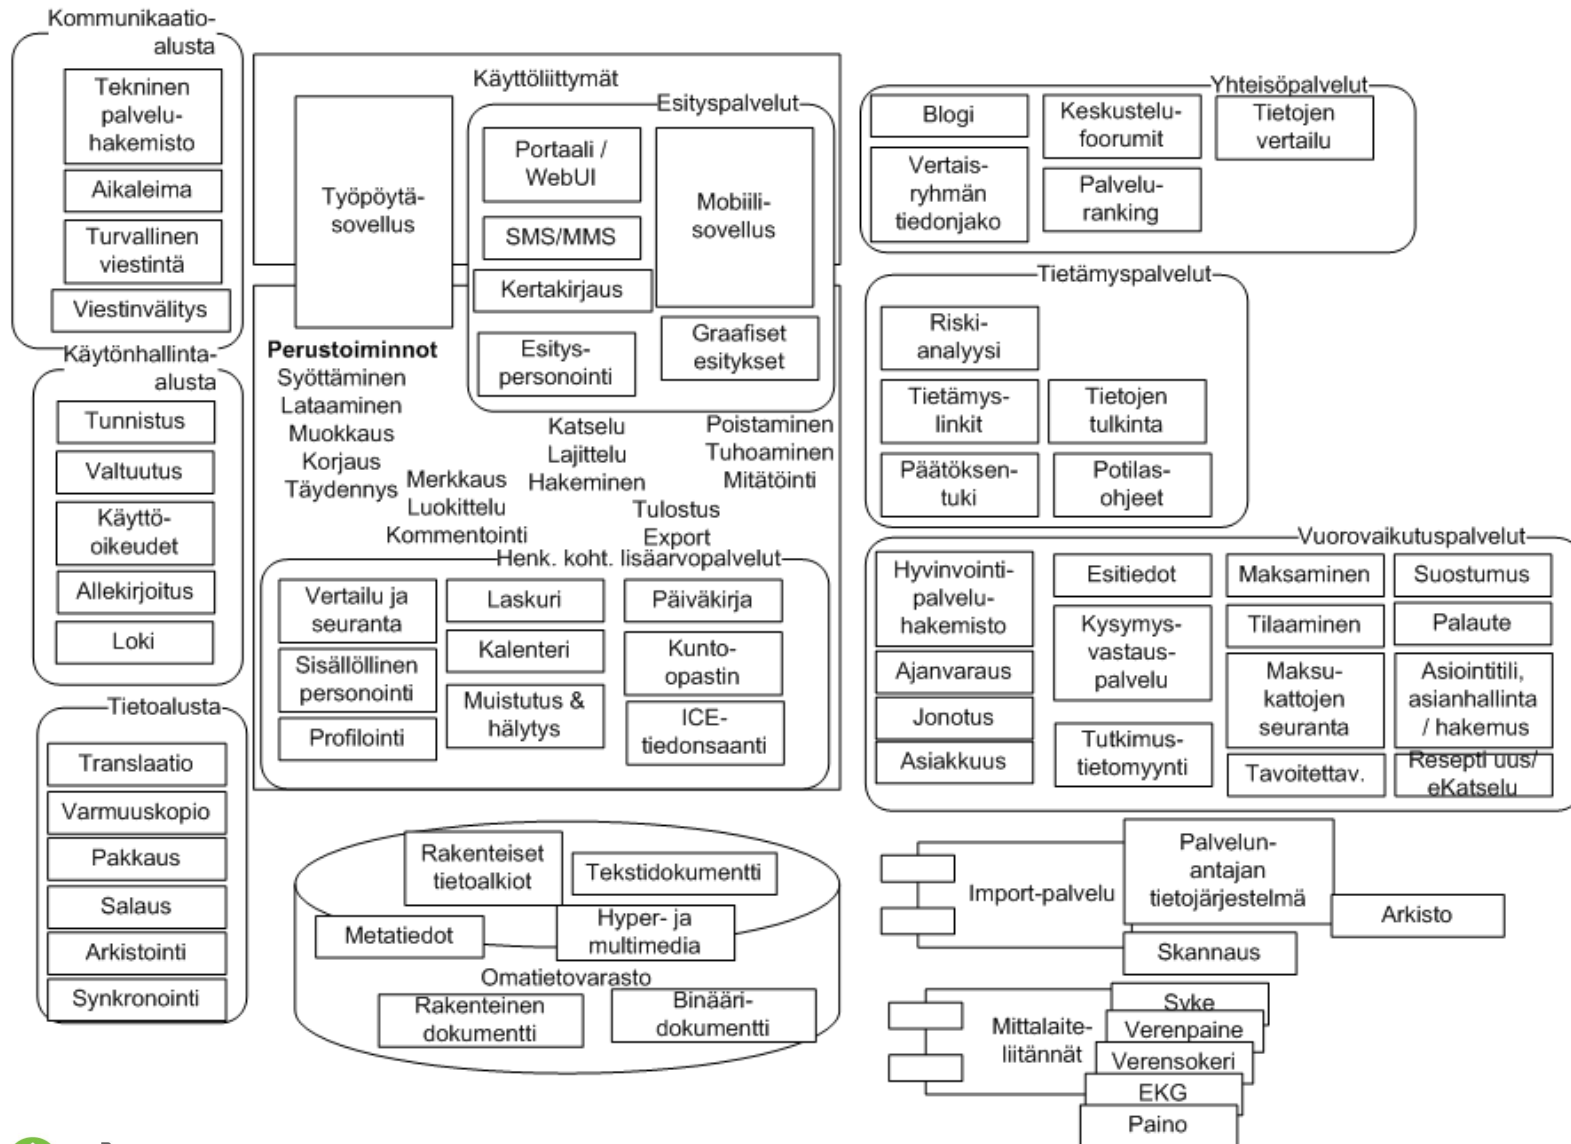 Kommunikaatio-
alusta
Tekninen
palvelu-
hakemisto
Aikaleima
Turvallinen
viestintä
Viestinvälitys
Käytönhallinta-
alusta
Tunnistus
Valtuutus
Käyttö-
oikeudet
Allekirjoitus
Loki
Tietoalusta
Translaatio
Varmuuskopio
Pakkaus
Salaus
Arkistointi
Synkronointi
Käyttöliittymät
Työpöytä-
sovellus
Esityspalvelut
Portaali /
WebUI
SMS/MMS
Kertakirjaus
Esitys-
personointi
Mobiili-
sovellus
Graafiset
esitykset
Perustoiminnot
Syöttäminen
Lataaminen
Muokkaus
Korjaus
Täydennys
Merkkaus
Luokittelu
Kommentointi
Katselu
Lajittelu
Hakeminen
Tulostus
Export
Poistaminen
Tuhoaminen
Mitätöinti
Henk. koht. lisäarvopalvelut
Vertailu ja
seuranta
Sisällöllinen
personointi
Profilointi
Laskuri
Kalenteri
Muistutus &
hälytys
Päiväkirja
Kunto-
opastin
ICE-
tiedonsaanti
Rakenteiset
tietoalkiot
Tekstidokumentti
Metatiedot
Hyper- ja
multimedia
Omatietovarasto
Rakenteinen
dokumentti
Binääri-
dokumentti
Yhteisöpalvelut
Blogi
Vertais-
ryhmän
tiedonjako
Keskustelu-
foorumit
Palvelu-
ranking
Tietojen
vertailu
Tietämyspalvelut
Riski-
analyysi
Tietämys-
linkit
Tietojen
tulkinta
Päätöksen-
tuki
Potilas-
ohjeet
Vuorovaikutuspalvelut
Hyvinvointi-
palvelu-
hakemisto
Ajanvaraus
Jonotus
Asiakkuus
Esitiedot
Kysymys-
vastaus-
palvelu
Tutkimus-
tietomyynti
Maksaminen
Tilaaminen
Maksu-
kattojen
seuranta
Tavoitettav.
Suostumus
Palaute
Asiointitili,
asianhallinta
/ hakemus
Resepti uus/
eKatselu
Import-palvelu
Palvelun-
antajan
tietojärjestelmä
Arkisto
Skannaus
Mittalaite-
liitännät
Syke
Verenpaine
Verensokeri
EKG
Paino